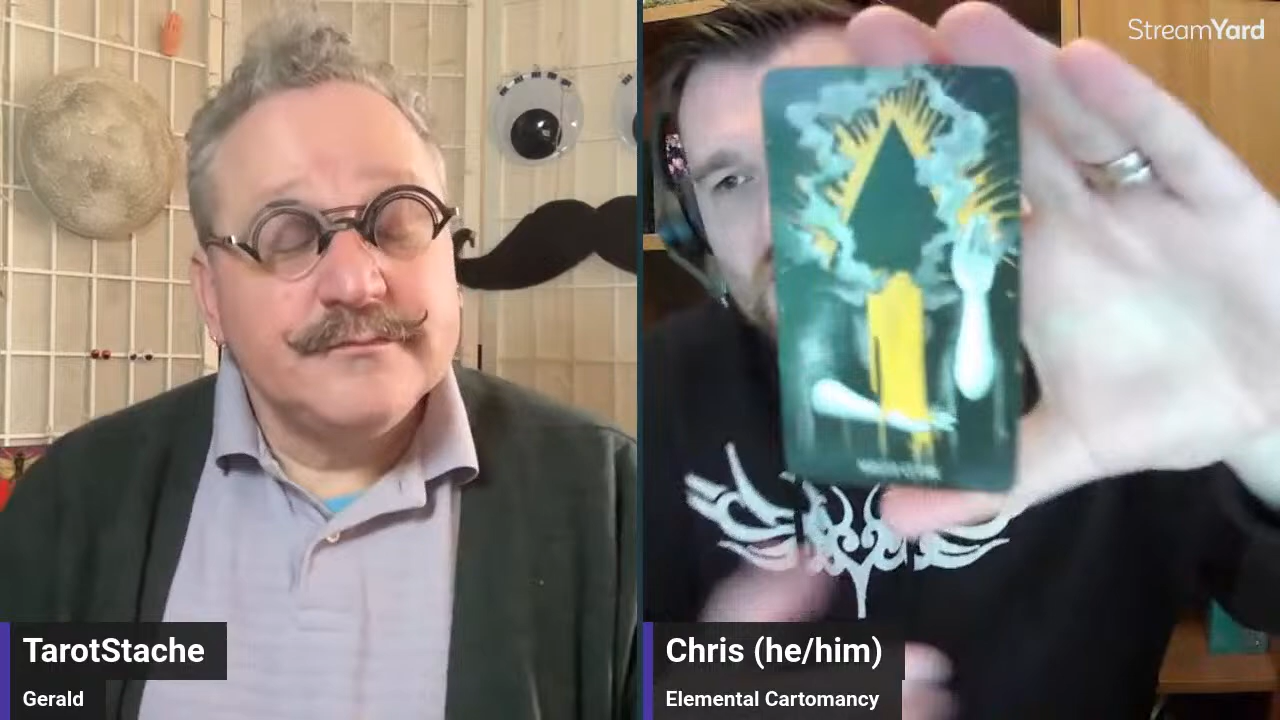 StreamYard
TarotStache
Gerald
Chris (he/him)
Elemental Cartomancy